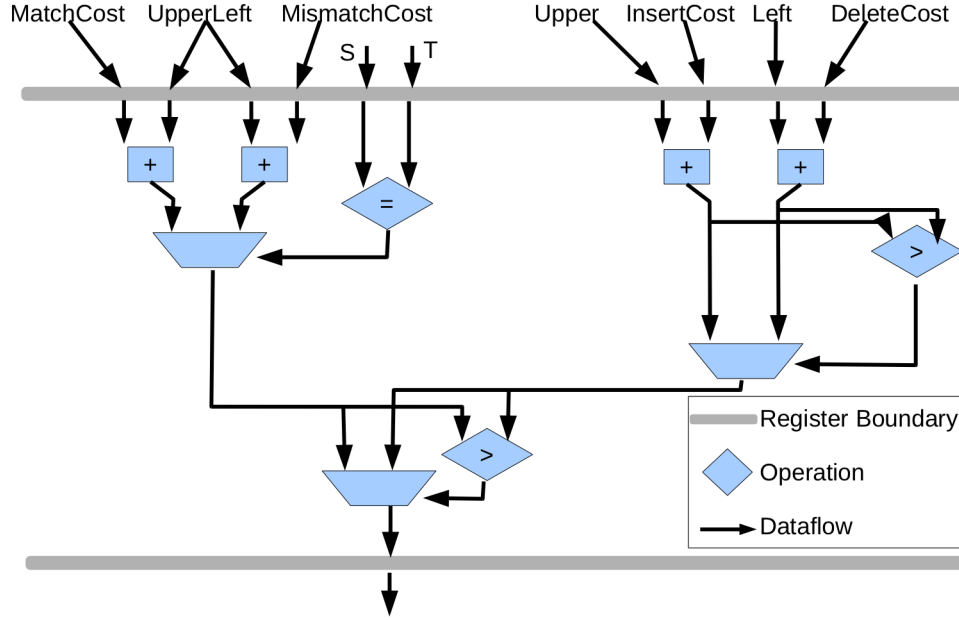 MatchCost UpperLeft MismatchCost Upper InsertCost Left DeleteCost
S T
+ + + +
=
>
>
Register Boundary
Operation
Dataflow